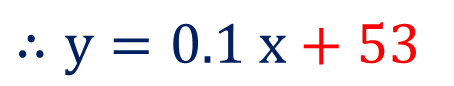 ∴ y = 0.1 x + 53